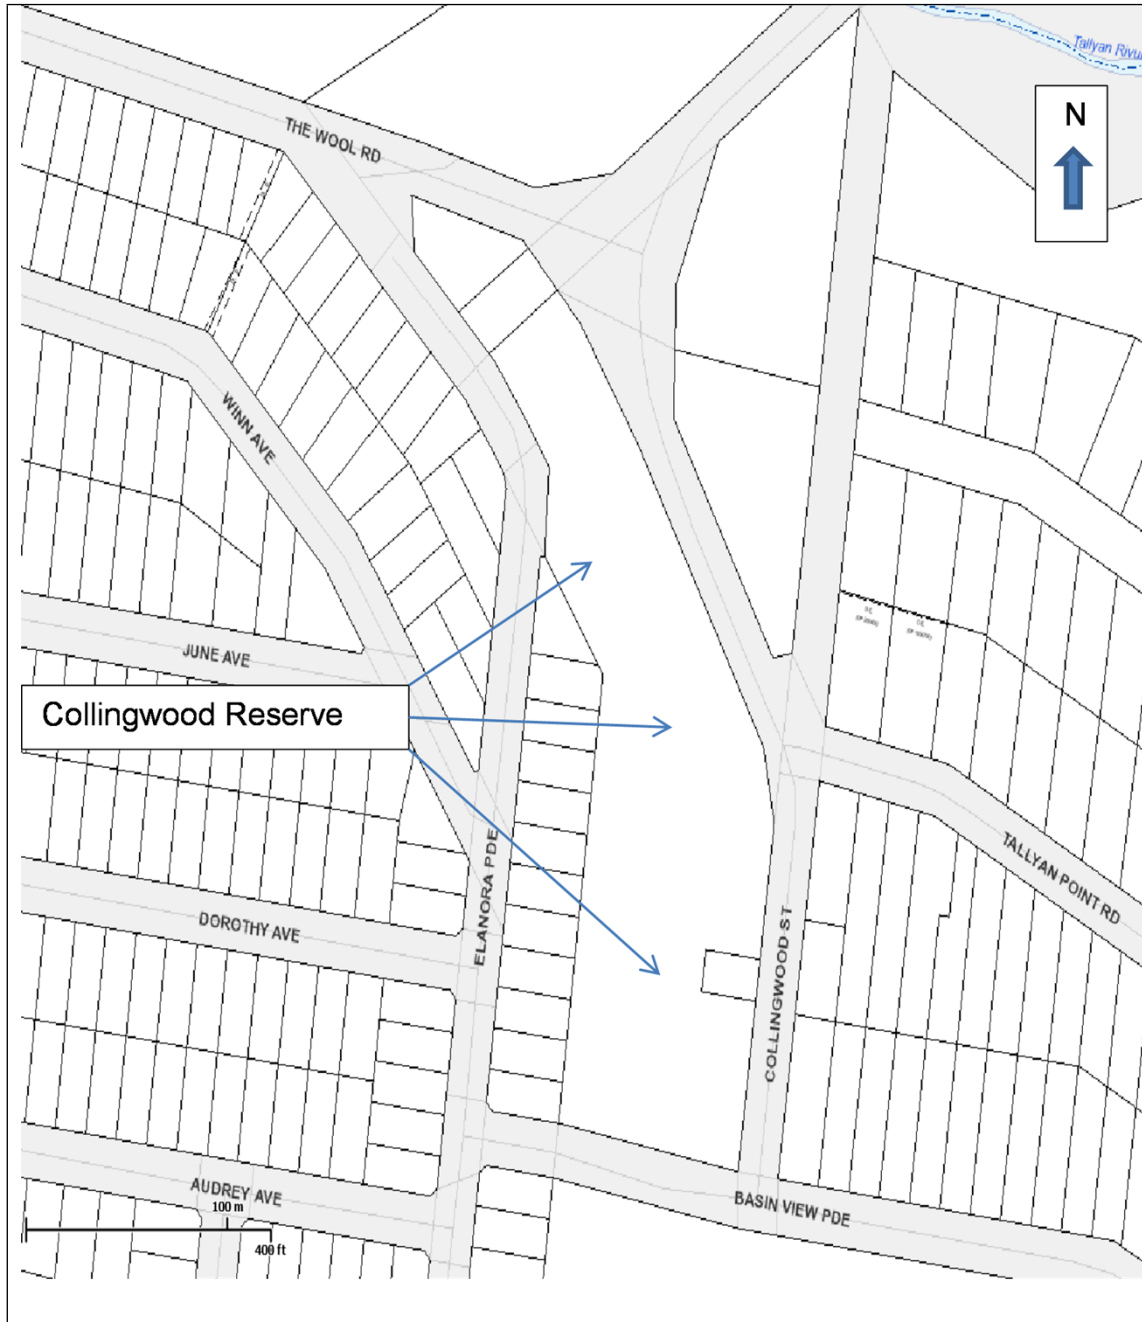 Tallyan Rivu
N
THE WOOL RD
WINN AVE
JUNE AVE
Collingwood Reserve
TALLYAN POINT RD
ELANORA PDE
DOROTHY AVE
COLLINGWOOD ST
AUDREY AVE
BASIN VIEW PDE
100 m
400 ft